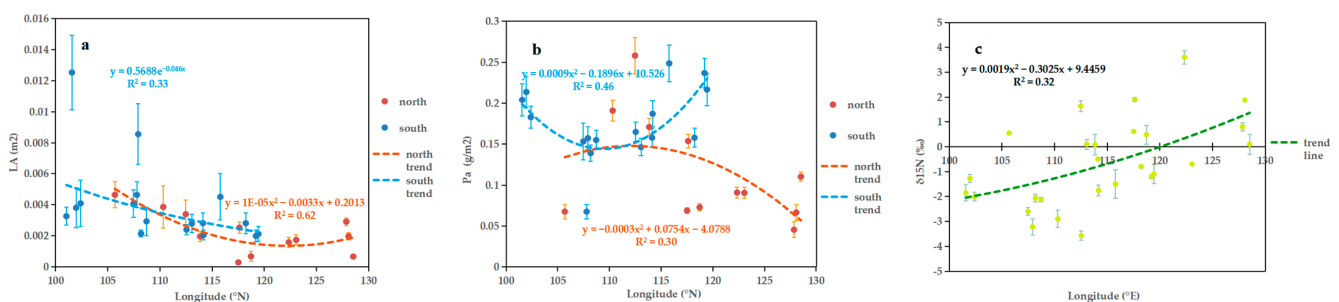 a
LA (m2)
0.016
0.014
0.012
0.01
0.008
0.006
0.004
0.002
0
y = 0.5688e^−0.046x
R² = 0.33
y = 1E-05x² − 0.0033x + 0.2013
R² = 0.62
100 105 110 115 120 125 130
Longitude (°N)
north
south
north
trend
south
trend
b
Pa (g/m2)
0.3
0.25
0.2
0.15
0.1
0.05
0
y = 0.0009x² − 0.1896x + 10.526
R² = 0.46
y = −0.0003x² + 0.0754x − 4.0788
R² = 0.30
100 105 110 115 120 125 130
Longitude (°N)
north
south
north
trend
south
trend
c
δ15N (‰)
5
4
3
2
1
0
-1
-2
-3
-4
-5
y = 0.0019x² − 0.3025x + 9.4459
R² = 0.32
100 105 110 115 120 125 130
Longitude (°E)
trend
line